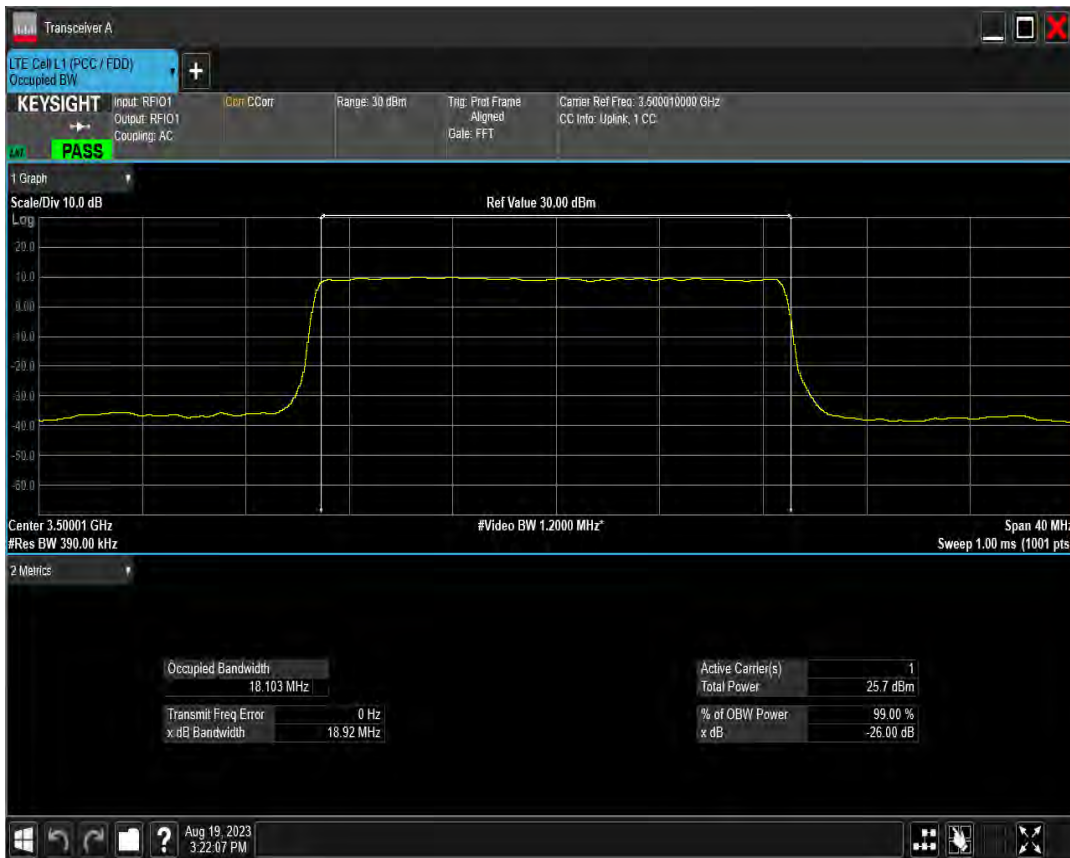 Transceiver A
LTE Cell L1 (PCC / FDD)
Occupied BW
+
KEYSIGHT
PASS
Input: RFIO1
Output: RFIO1
Coupling: AC
Corr CCorr
Range: 30 dBm
Trig: Prot Frame
Aligned
Gate: FFT
Carrier Ref Freq: 3.500010000 GHz
CC Info: Uplink, 1 CC
1 Graph
Scale/Div 10.0 dB
Ref Value 30.00 dBm
Log
20.0
10.0
0.00
-10.0
-20.0
-30.0
-40.0
-50.0
-60.0
Center 3.50001 GHz
#Video BW 1.2000 MHz*
Span 40 MHz
#Res BW 390.00 kHz
Sweep 1.00 ms (1001 pts
2 Metrics
Occupied Bandwidth
18.103 MHz
Transmit Freq Error 0 Hz
x dB Bandwidth 18.92 MHz
Active Carrier(s) 1
Total Power 25.7 dBm
% of OBW Power 99.00 %
x dB -26.00 dB
?
Aug 19, 2023
3:22:07 PM